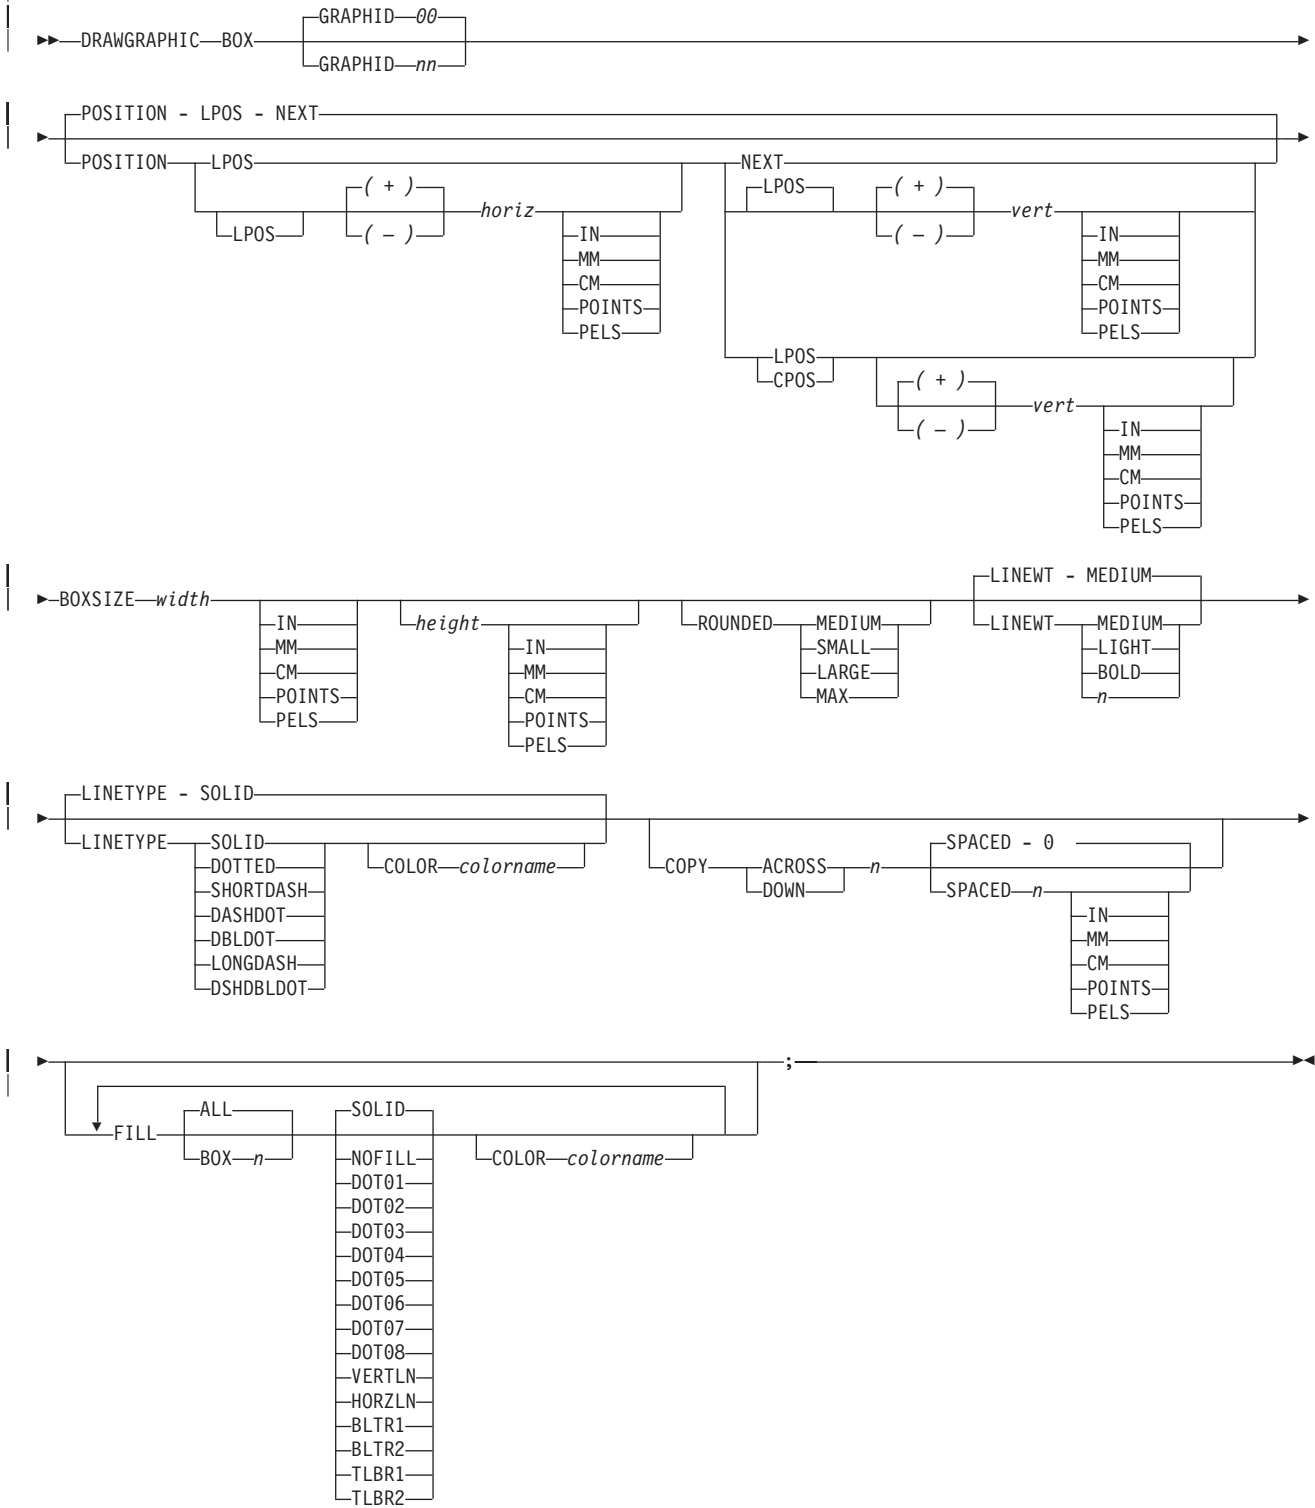 GRAPHID 00
DRAWGRAPHIC BOX
GRAPHID nn
POSITION - LPOS - NEXT
POSITION LPOS NEXT
( + ) LPOS ( + )
horiz vert
LPOS ( – ) IN ( – ) IN
MM MM
CM CM
POINTS POINTS
PELS PELS
LPOS
CPOS ( + )
vert
( – ) IN
MM
CM
POINTS
PELS
LINEWT - MEDIUM
BOXSIZE width
IN height ROUNDED MEDIUM LINEWT MEDIUM
MM IN SMALL LIGHT
CM MM LARGE BOLD
POINTS CM MAX n
PELS POINTS
PELS
LINETYPE - SOLID
LINETYPE SOLID SPACED - 0
DOTTED COLOR colorname COPY ACROSS n
SHORTDASH DOWN SPACED n
DASHDOT IN
DBLDOT MM
LONGDASH CM
DSHDBLDOT POINTS
PELS
;
ALL SOLID
FILL
BOX n NOFILL COLOR colorname
DOT01
DOT02
DOT03
DOT04
DOT05
DOT06
DOT07
DOT08
VERTLN
HORZLN
BLTR1
BLTR2
TLBR1
TLBR2